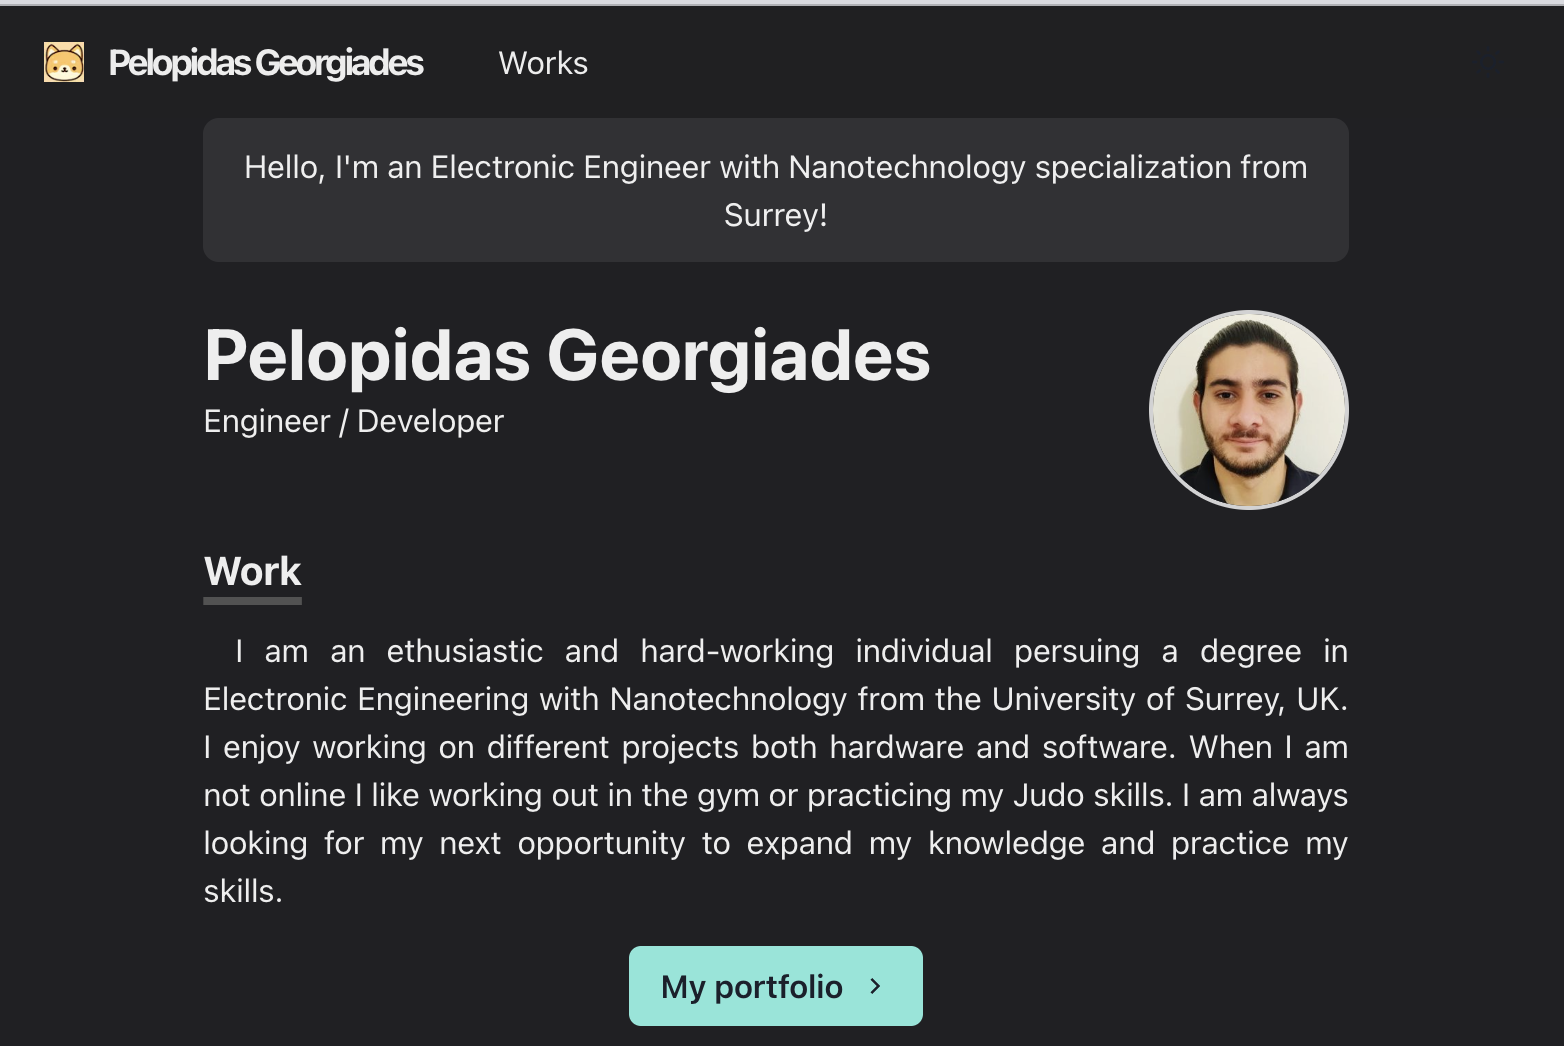 Pelopidas Georgiades Works
Hello, I'm an Electronic Engineer with Nanotechnology specialization from
Surrey!
Pelopidas Georgiades
Engineer / Developer
Work
I am an ethusiastic and hard-working individual persuing a degree in
Electronic Engineering with Nanotechnology from the University of Surrey, UK.
I enjoy working on different projects both hardware and software. When I am
not online I like working out in the gym or practicing my Judo skills. I am always
looking for my next opportunity to expand my knowledge and practice my
skills.
My portfolio